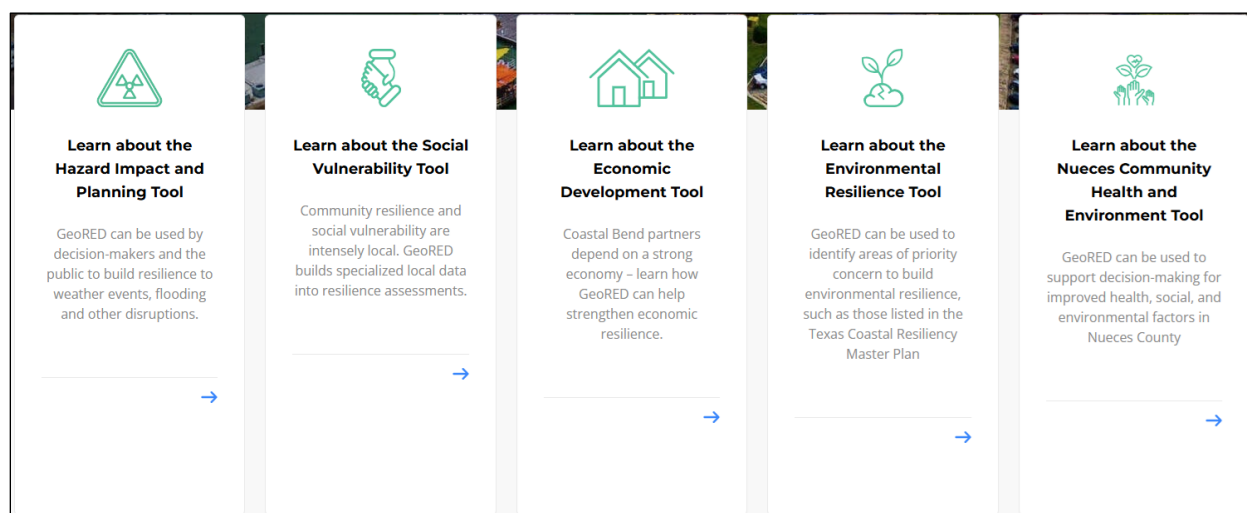 Learn about the
Hazard Impact and
Planning Tool
GeoRED can be used by
decision-makers and the
public to build resilience to
weather events, flooding
and other disruptions.
Learn about the Social
Vulnerability Tool
Community resilience and
social vulnerability are
intensely local. GeoRED
builds specialized local data
into resilience assessments.
Learn about the
Economic
Development Tool
Coastal Bend partners
depend on a strong
economy – learn how
GeoRED can help
strengthen economic
resilience.
Learn about the
Environmental
Resilience Tool
GeoRED can be used to
identify areas of priority
concern to build
environmental resilience,
such as those listed in the
Texas Coastal Resiliency
Master Plan
Learn about the
Nueces Community
Health and
Environment Tool
GeoRED can be used to
support decision-making for
improved health, social, and
environmental factors in
Nueces County